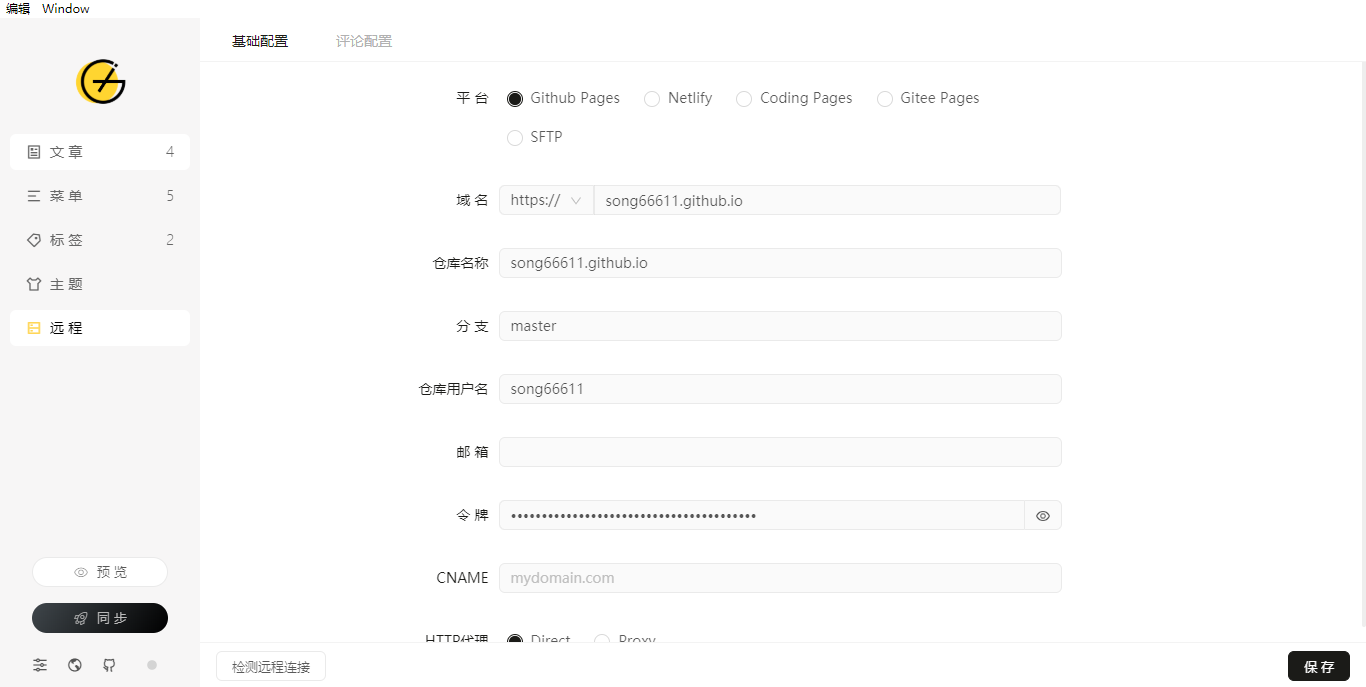 编辑 Window
基础配置 评论配置
平台 Github Pages Netlify Coding Pages Gitee Pages
SFTP
文章 4
菜单 5
标签 2
主题
远程
域名 https:// song66611.github.io
仓库名称 song66611.github.io
分支 master
仓库用户名 song66611
邮箱
令牌 ••••••••••••••••••••••••••••••••••••••••
CNAME mydomain.com
HTTP代理 Direct Proxy
预览
同步
检测远程连接 保存